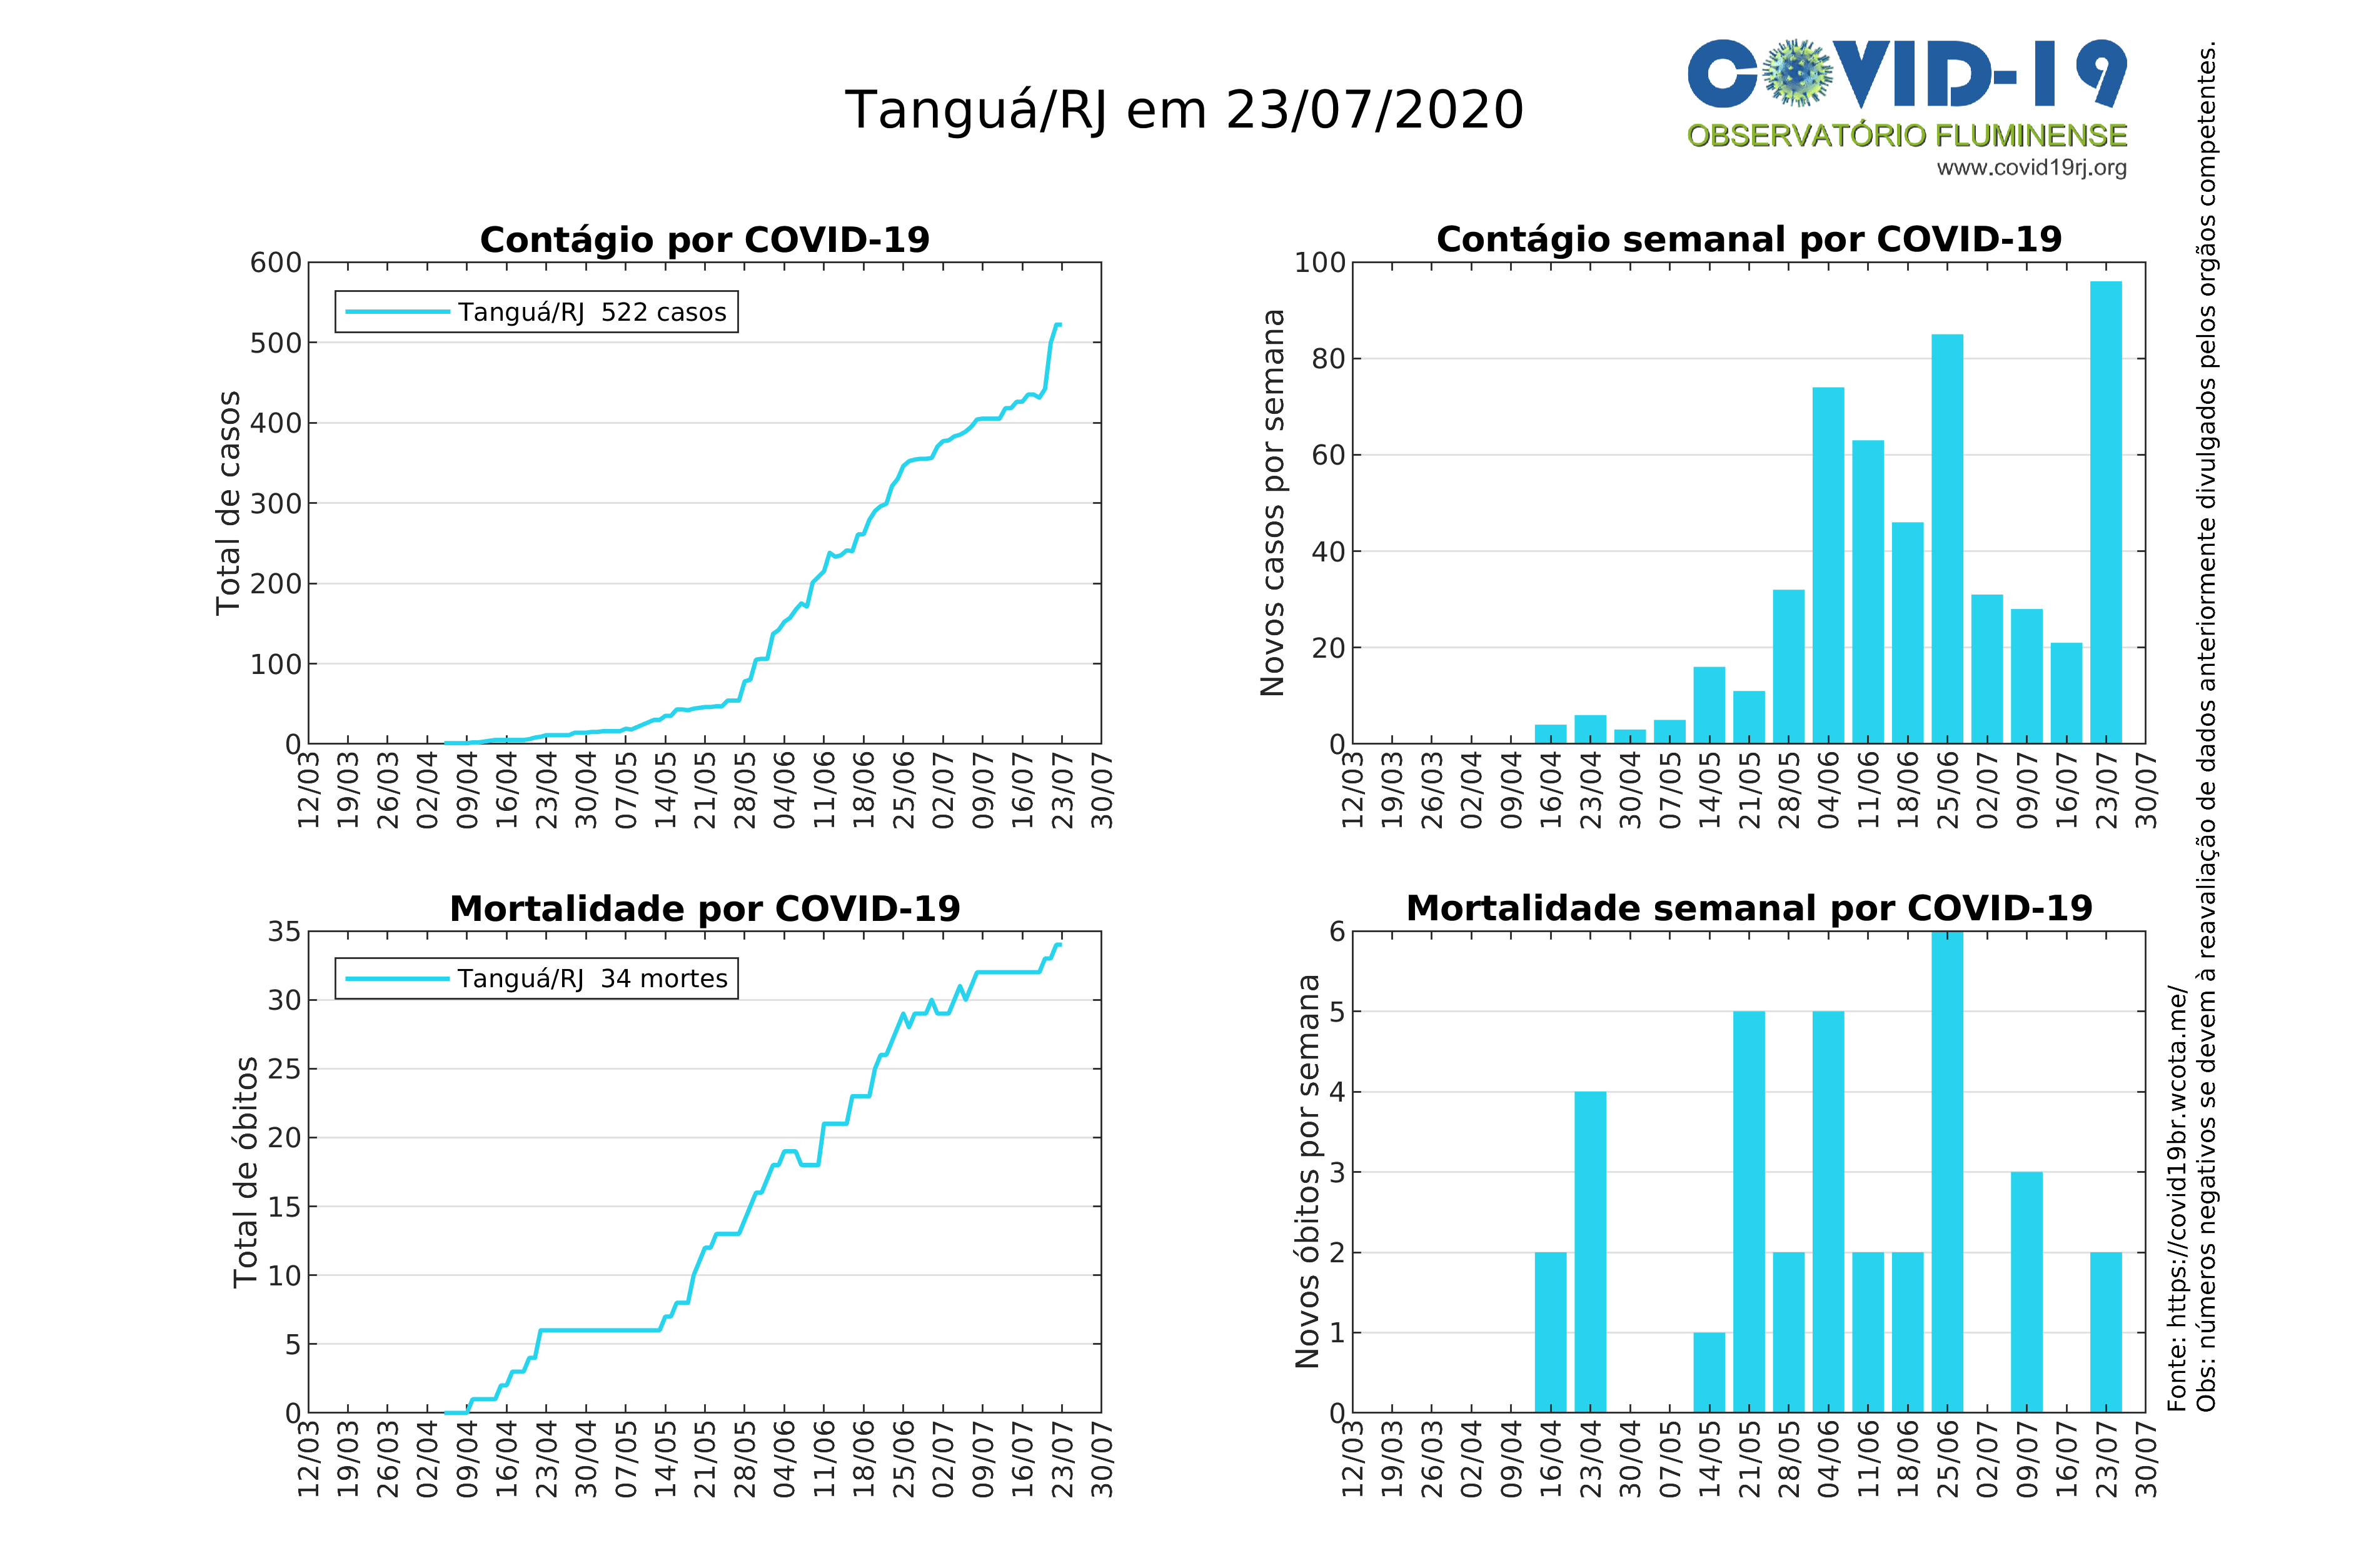 Tanguá/RJ em 23/07/2020
COVID-19
OBSERVATÓRIO FLUMINENSE
www.covid19rj.org
Contágio por COVID-19
Total de casos
600
500
400
300
200
100
0
Tanguá/RJ 522 casos
12/03 19/03 26/03 02/04 09/04 16/04 23/04 30/04 07/05 14/05 21/05 28/05 04/06 11/06 18/06 25/06 02/07 09/07 16/07 23/07 30/07
Contágio semanal por COVID-19
Novos casos por semana
100
80
60
40
20
0
12/03 19/03 26/03 02/04 09/04 16/04 23/04 30/04 07/05 14/05 21/05 28/05 04/06 11/06 18/06 25/06 02/07 09/07 16/07 23/07 30/07
Mortalidade por COVID-19
Total de óbitos
35
30
25
20
15
10
5
0
Tanguá/RJ 34 mortes
12/03 19/03 26/03 02/04 09/04 16/04 23/04 30/04 07/05 14/05 21/05 28/05 04/06 11/06 18/06 25/06 02/07 09/07 16/07 23/07 30/07
Mortalidade semanal por COVID-19
Novos óbitos por semana
6
5
4
3
2
1
0
12/03 19/03 26/03 02/04 09/04 16/04 23/04 30/04 07/05 14/05 21/05 28/05 04/06 11/06 18/06 25/06 02/07 09/07 16/07 23/07 30/07
Fonte: https://covid19br.wcota.me/
Obs: números negativos se devem à reavaliação de dados anteriormente divulgados pelos orgãos competentes.